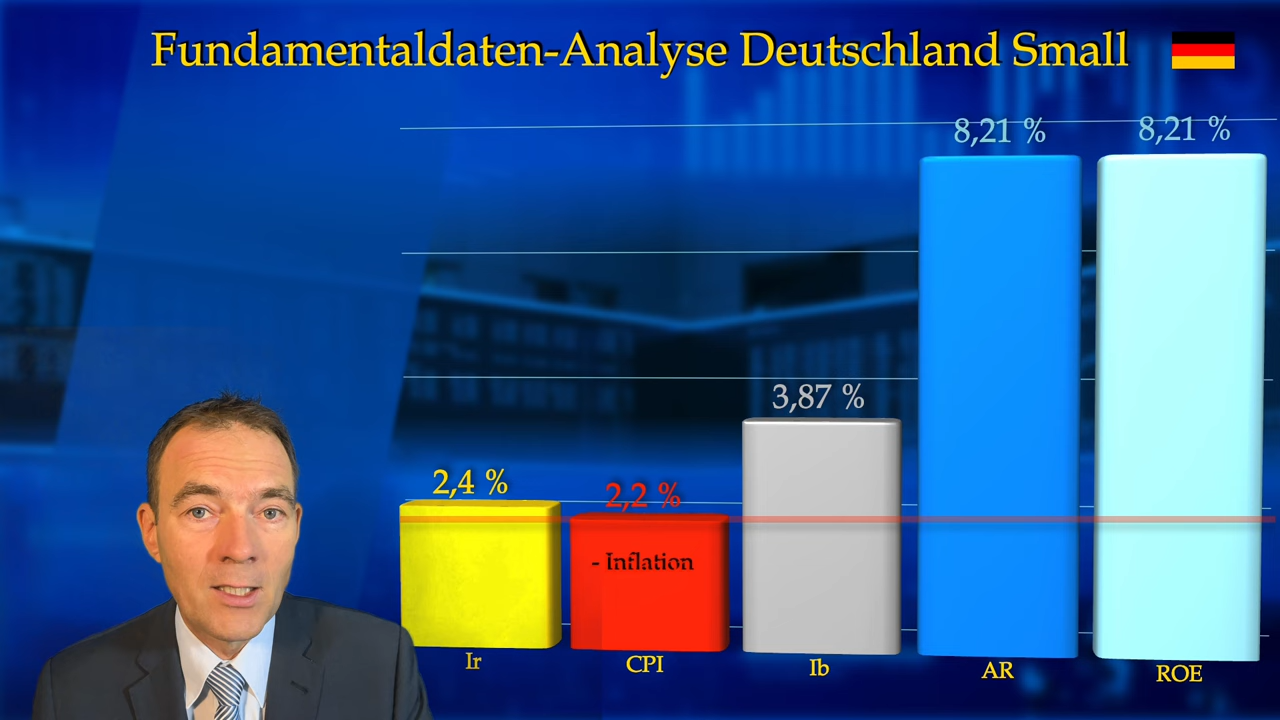 Fundamentaldaten-Analyse Deutschland Small
8,21 %
8,21 %
3,87 %
2,4 %
2,2 %
- Inflation
Ir
CPI
Ib
AR
ROE